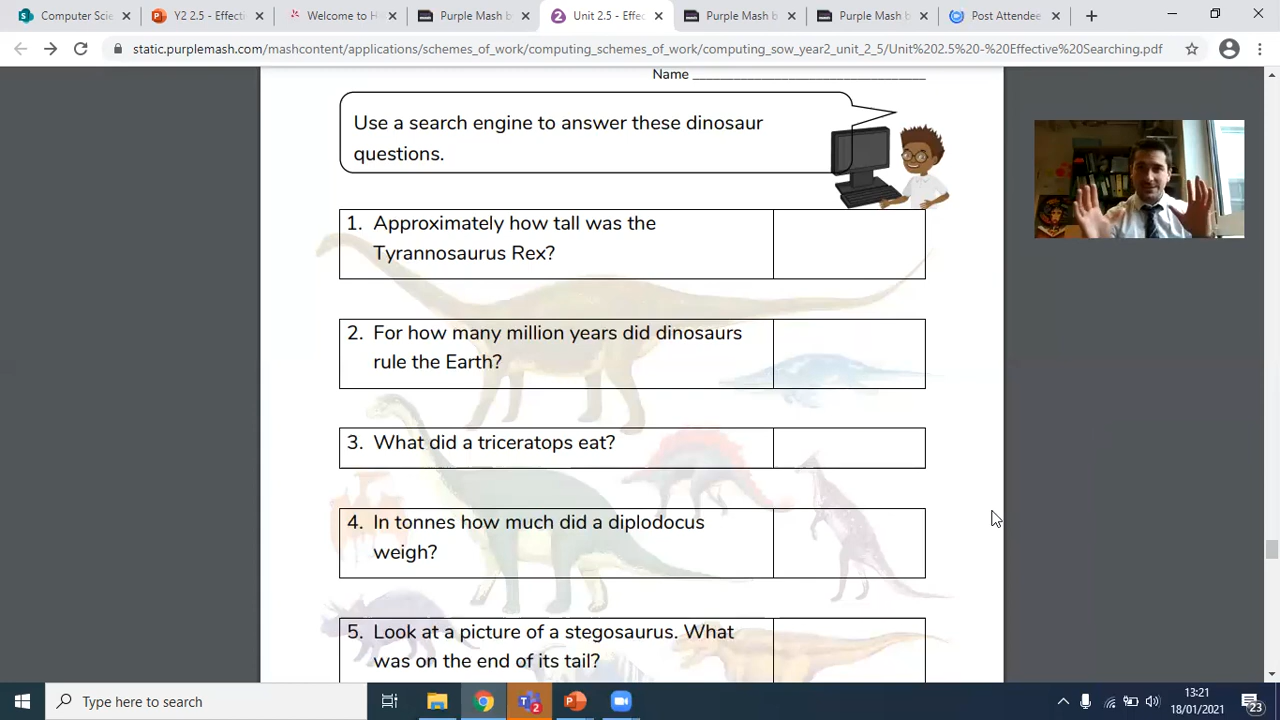 Computer Scie
Y2 2.5 - Effect
Welcome to He
Purple Mash b
Unit 2.5 - Effe
Purple Mash b
Purple Mash b
Post Attendee
static.purplemash.com/mashcontent/applications/schemes_of_work/computing_schemes_of_work/computing_sow_year2_unit_2_5/Unit%202.5%20-%20Effective%20Searching.pdf
Name
Use a search engine to answer these dinosaur
questions.
1. Approximately how tall was the
Tyrannosaurus Rex?
2. For how many million years did dinosaurs
rule the Earth?
3. What did a triceratops eat?
4. In tonnes how much did a diplodocus
weigh?
5. Look at a picture of a stegosaurus. What
was on the end of its tail?
Type here to search
2
13:21
18/01/2021
23